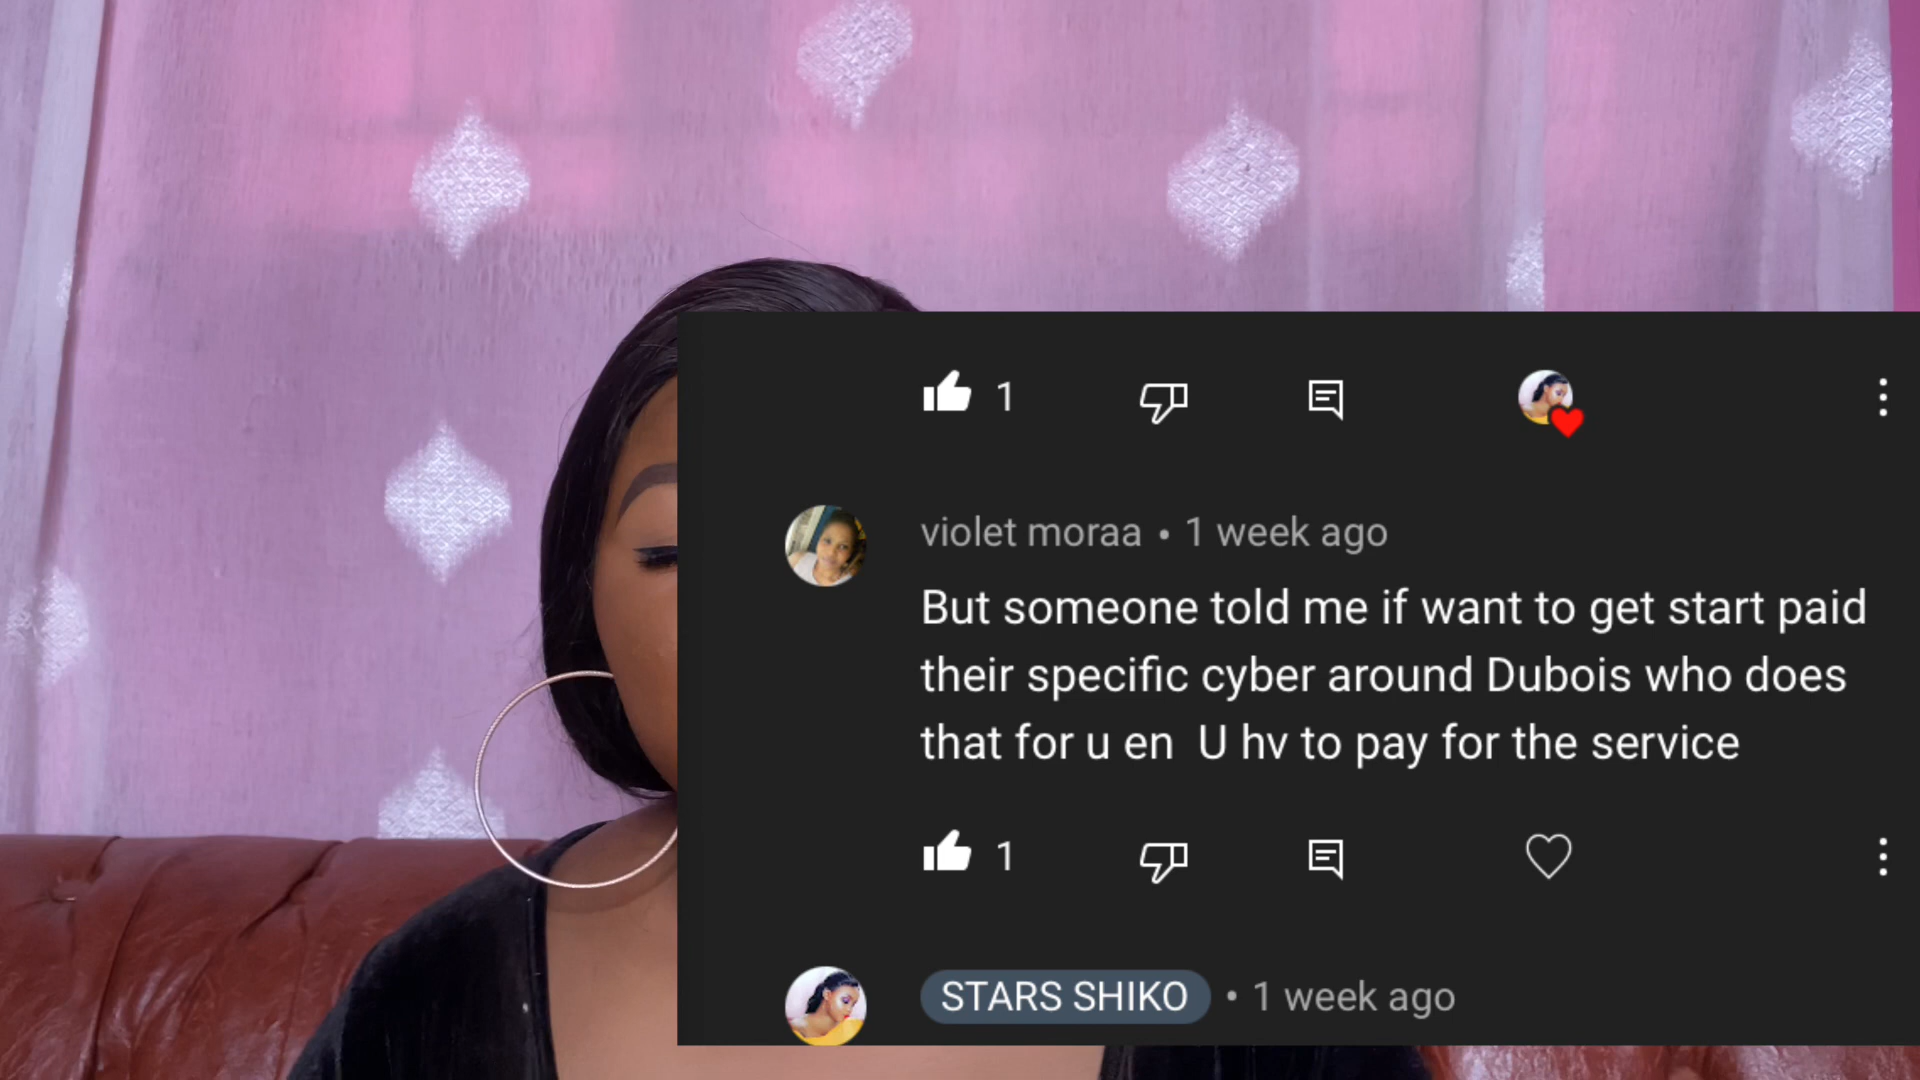 1
violet moraa • 1 week ago
But someone told me if want to get start paid
their specific cyber around Dubois who does
that for u en  U hv to pay for the service
1
STARS SHIKO • 1 week ago